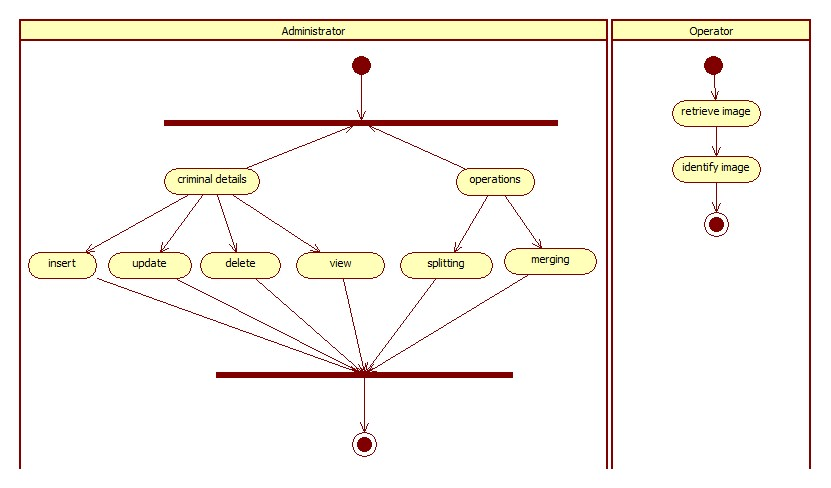 Administrator
Operator
retrieve image
identify image
criminal details
operations
insert
update
delete
view
splitting
merging